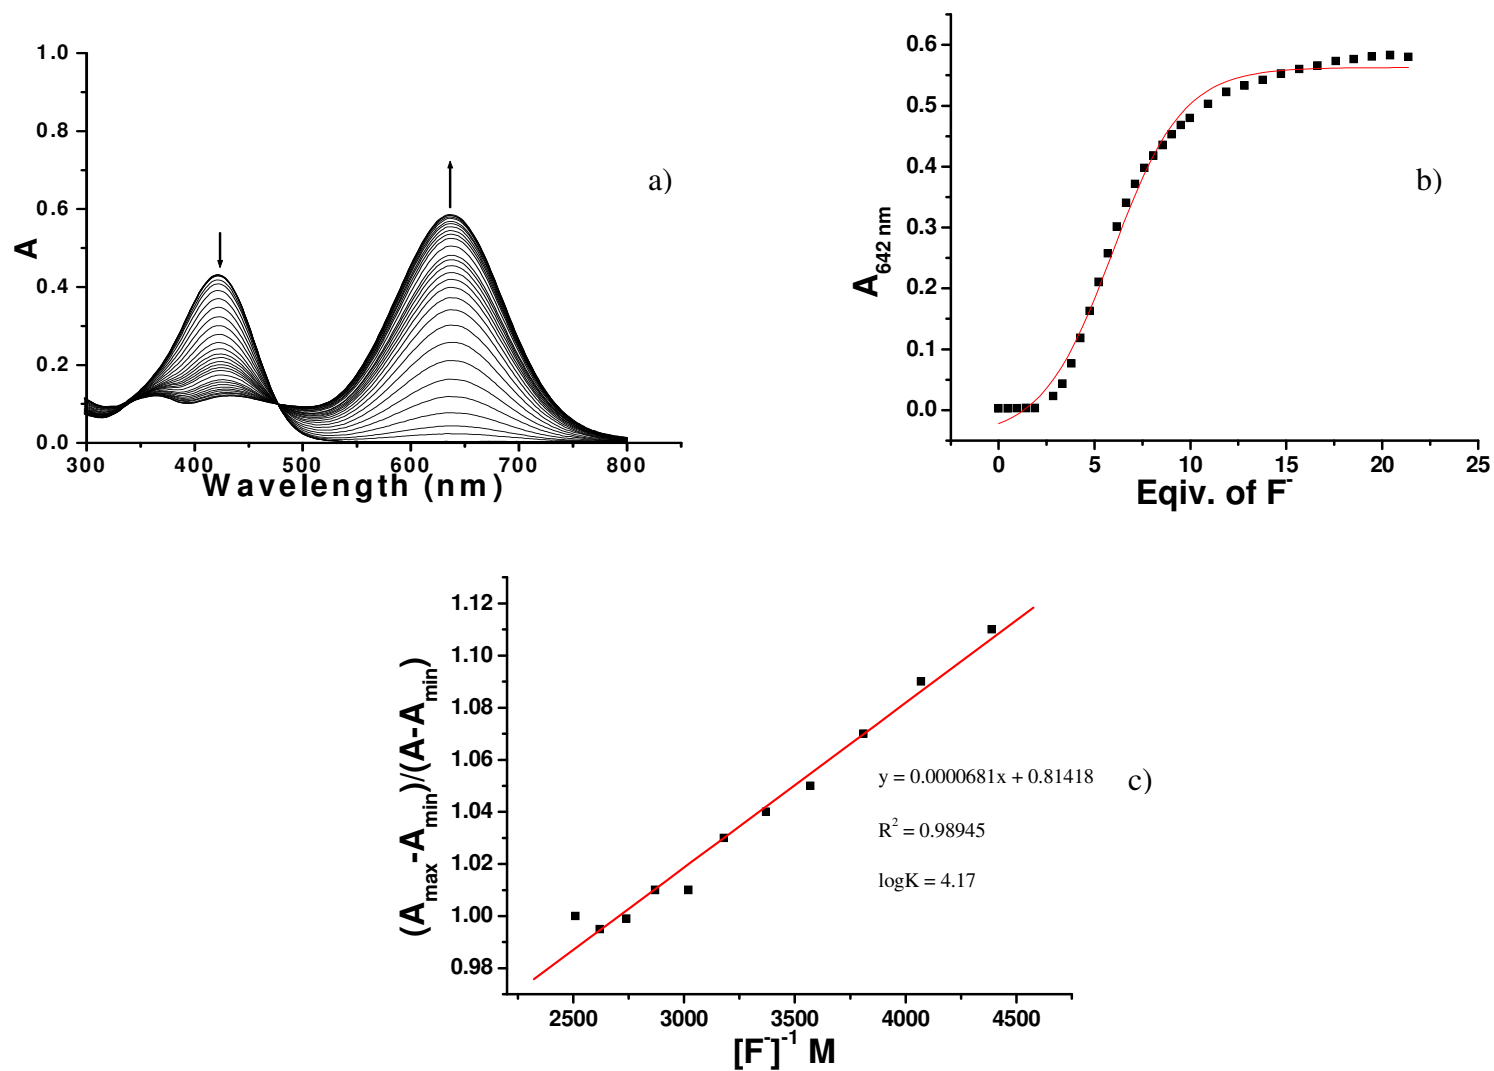 1.0
0.8
0.6
0.4
0.2
0.0
A
300 400 500 600 700 800
Wavelength (nm)
a)
0.6
0.5
0.4
0.3
0.2
0.1
0.0
A642 nm
0 5 10 15 20 25
Eqiv. of F-
b)
1.12
1.10
1.08
1.06
1.04
1.02
1.00
0.98
(Amax-Amin)/(A-Amin)
y = 0.0000681x + 0.81418
R2 = 0.98945
logK = 4.17
c)
2500 3000 3500 4000 4500
[F-]-1 M